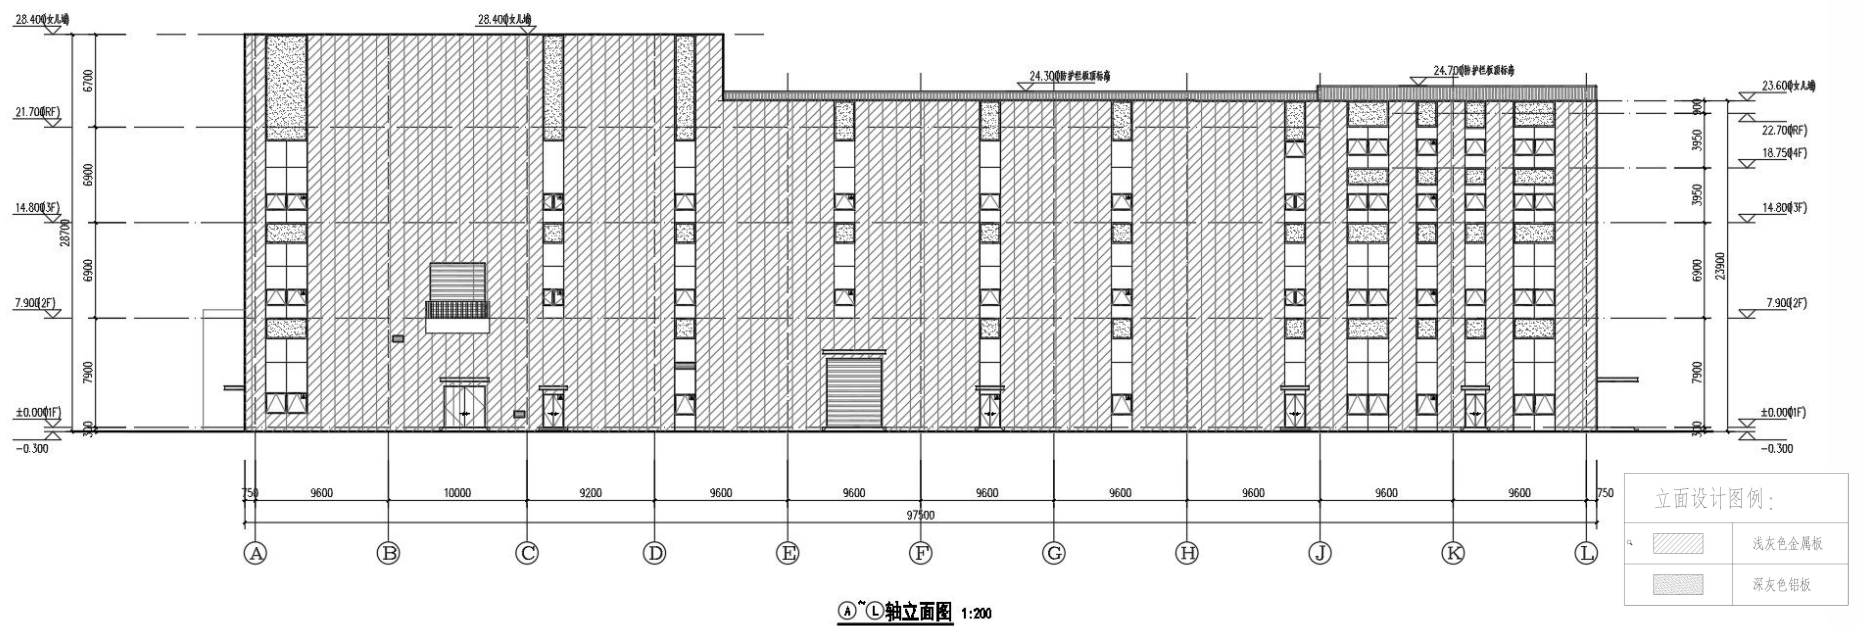 28.400(女儿墙)
28.400(女儿墙)
24.300防护栏板顶标高
24.700防护栏板顶标高
23.600女儿墙
6700
900
21.700(RF)
22.700(RF)
3950
18.750(4F)
6900
3950
14.800(3F)
14.800(3F)
28700
6900
6900
23900
7.900(2F)
7.900(2F)
7900
7900
±0.000(1F)
±0.000(1F)
300
300
-0.300
-0.300
750 9600 10000 9200 9600 9600 9600 9600 9600 9600 9600 750
97500
A B C D E F G H J K L
立面设计图例:
浅灰色金属板
深灰色铝板
A~L轴立面图 1:200